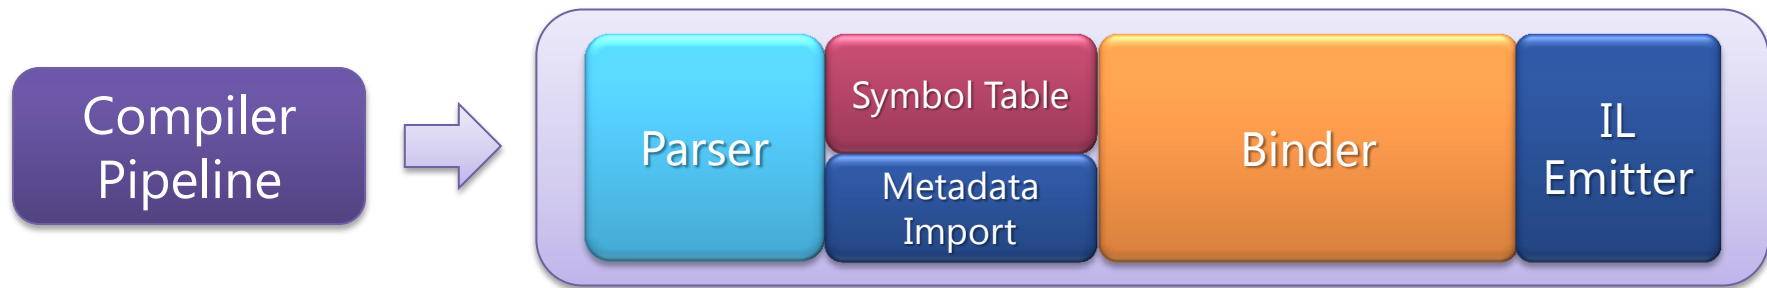 Compiler
Pipeline
Parser
Symbol Table
Metadata
Import
Binder
IL
Emitter